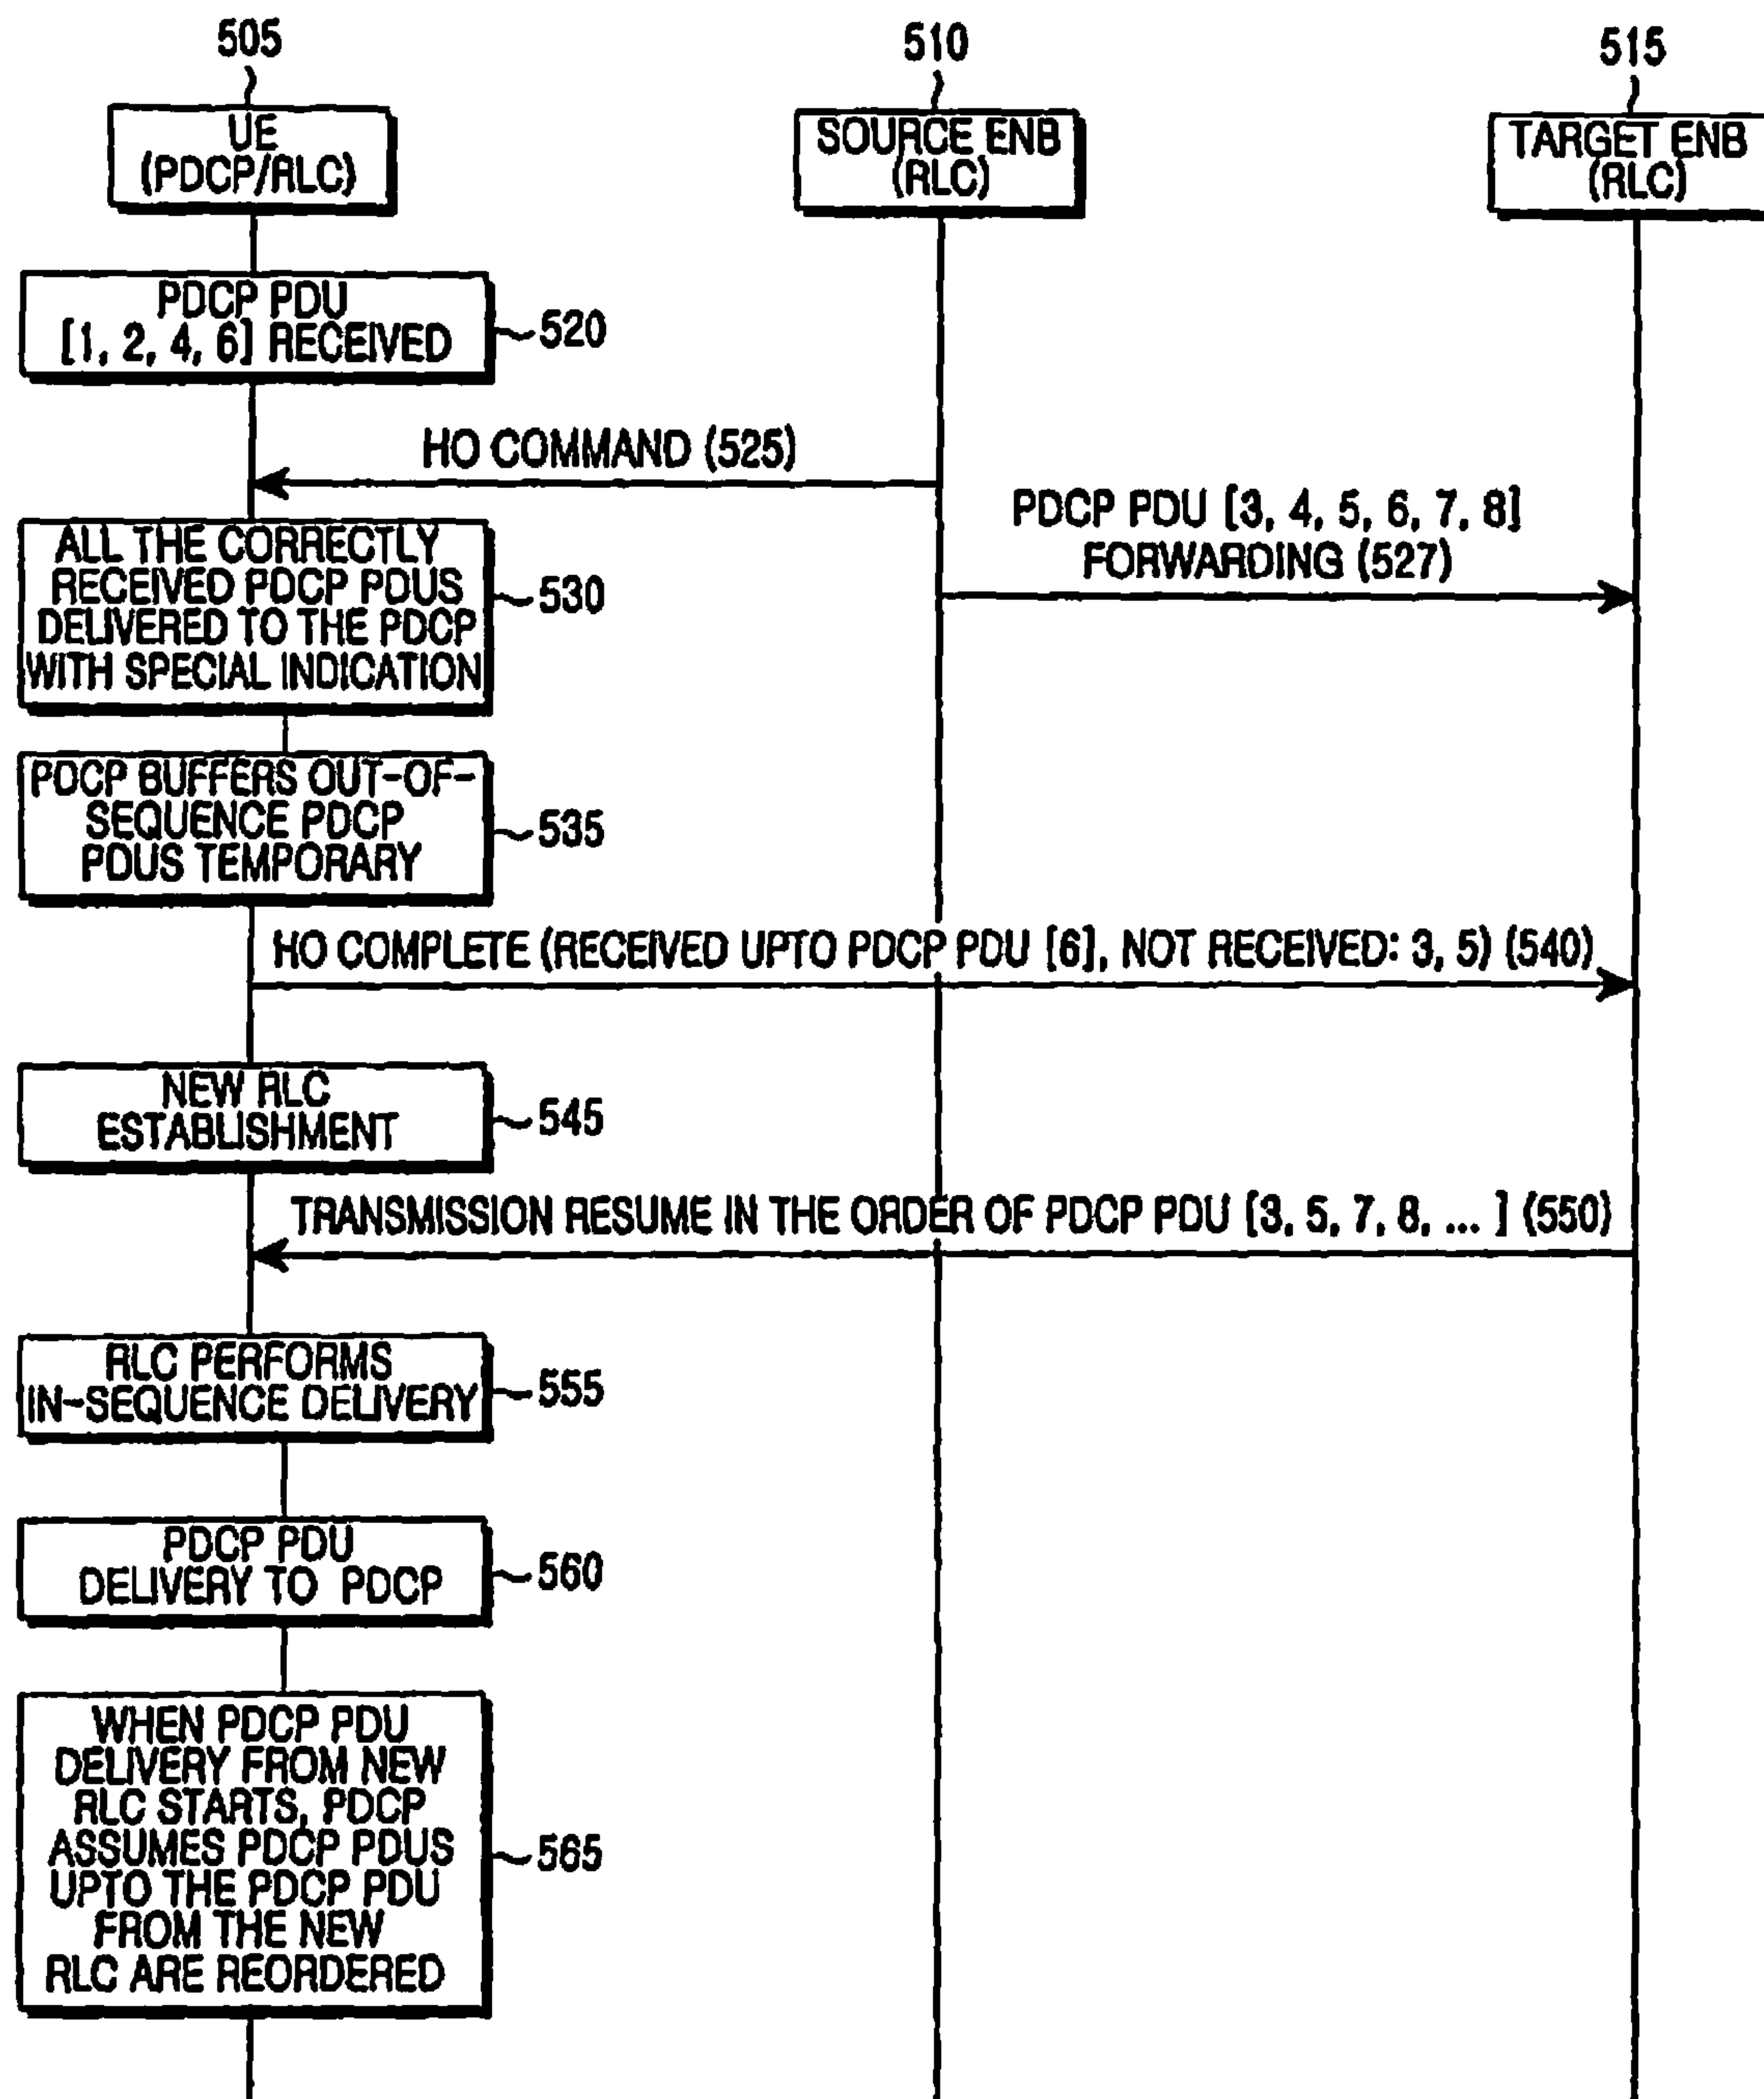 505
510
515
UE
(PDCP/RLC)
SOURCE ENB
(RLC)
TARGET ENB
(RLC)
PDCP PDU
[1, 2, 4, 6] RECEIVED
520
HO COMMAND (525)
PDCP PDU [3, 4, 5, 6, 7, 8]
FORWARDING (527)
ALL THE CORRECTLY
RECEIVED PDCP PDUS
DELIVERED TO THE PDCP
WITH SPECIAL INDICATION
530
PDCP BUFFERS OUT-OF-
SEQUENCE PDCP
PDUS TEMPORARY
535
HO COMPLETE (RECEIVED UPTO PDCP PDU [6], NOT RECEIVED: 3, 5) (540)
NEW RLC
ESTABLISHMENT
545
TRANSMISSION RESUME IN THE ORDER OF PDCP PDU [3, 5, 7, 8, ... ] (550)
RLC PERFORMS
IN-SEQUENCE DELIVERY
555
PDCP PDU
DELIVERY TO PDCP
560
WHEN PDCP PDU
DELIVERY FROM NEW
RLC STARTS, PDCP
ASSUMES PDCP PDUS
UPTO THE PDCP PDU
FROM THE NEW
RLC ARE REORDERED
565